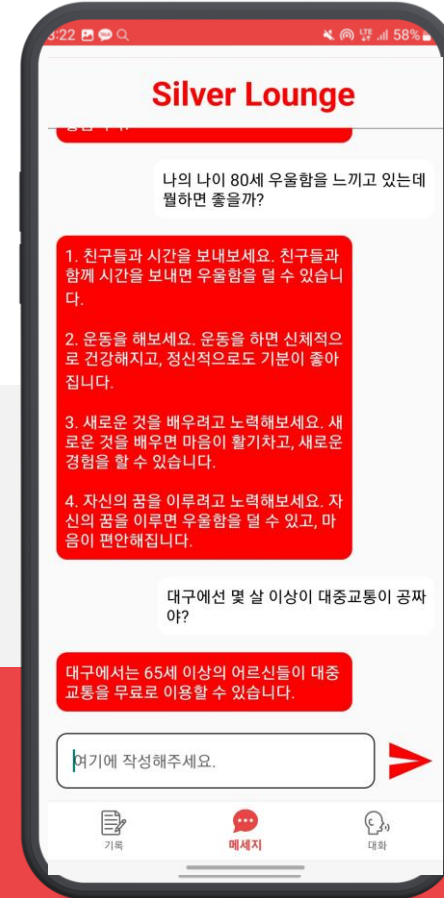 3:22
LTE
58%
Silver Lounge
나의 나이 80세 우울함을 느끼고 있는데
뭘하면 좋을까?
1. 친구들과 시간을 보내보세요. 친구들과
함께 시간을 보내면 우울함을 덜 수 있습니
다.
2. 운동을 해보세요. 운동을 하면 신체적으
로 건강해지고, 정신적으로도 기분이 좋아
집니다.
3. 새로운 것을 배우려고 노력해보세요. 새
로운 것을 배우면 마음이 활기차고, 새로운
경험을 할 수 있습니다.
4. 자신의 꿈을 이루려고 노력해보세요. 자
신의 꿈을 이루면 우울함을 덜 수 있고, 마
음이 편안해집니다.
대구에선 몇 살 이상이 대중교통이 공짜
야?
대구에서는 65세 이상의 어르신들이 대중
교통을 무료로 이용할 수 있습니다.
여기에 작성해주세요.
기록
메세지
대화